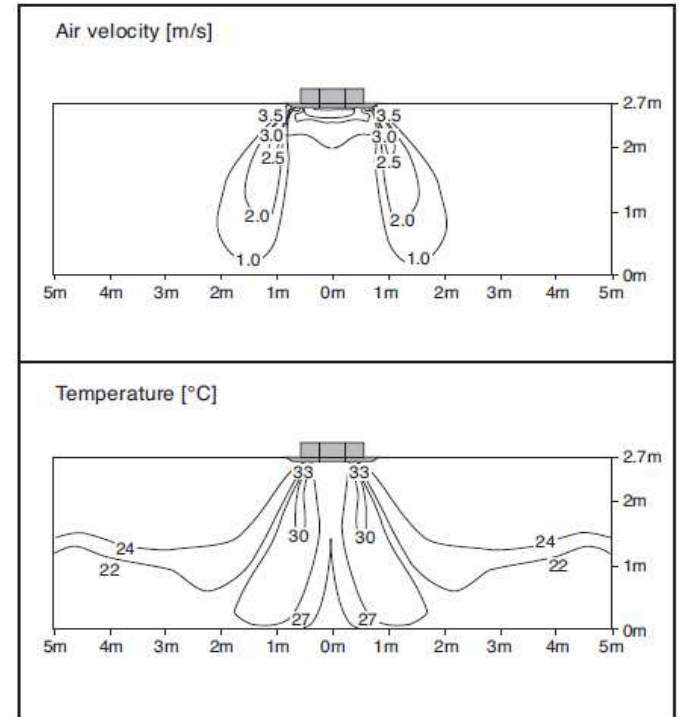 Air velocity [m/s]
2.7m
3.5 3.5
3.0 3.0
2m
2.5 2.5
2.0 2.0
1m
1.0 1.0
0m
5m 4m 3m 2m 1m 0m 1m 2m 3m 4m 5m
Temperature [°C]
2.7m
33 33
2m
30 30
24 24
22 22
1m
27 27
0m
5m 4m 3m 2m 1m 0m 1m 2m 3m 4m 5m